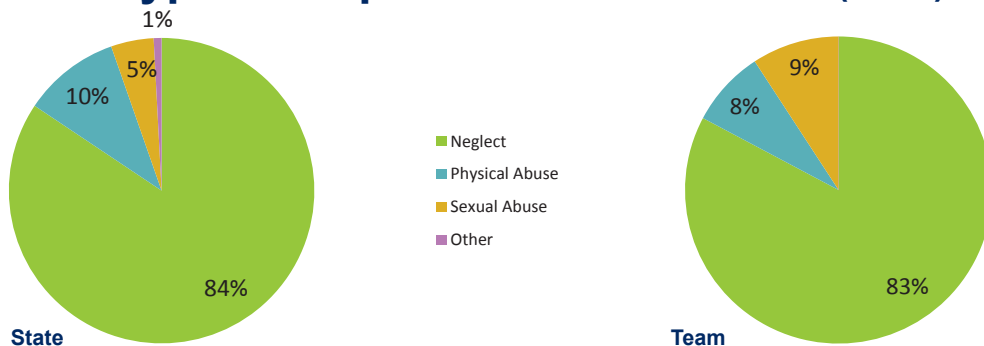 1%
5%
9%
10%
8%
Neglect
Physical Abuse
Sexual Abuse
Other
84%
83%
State
Team